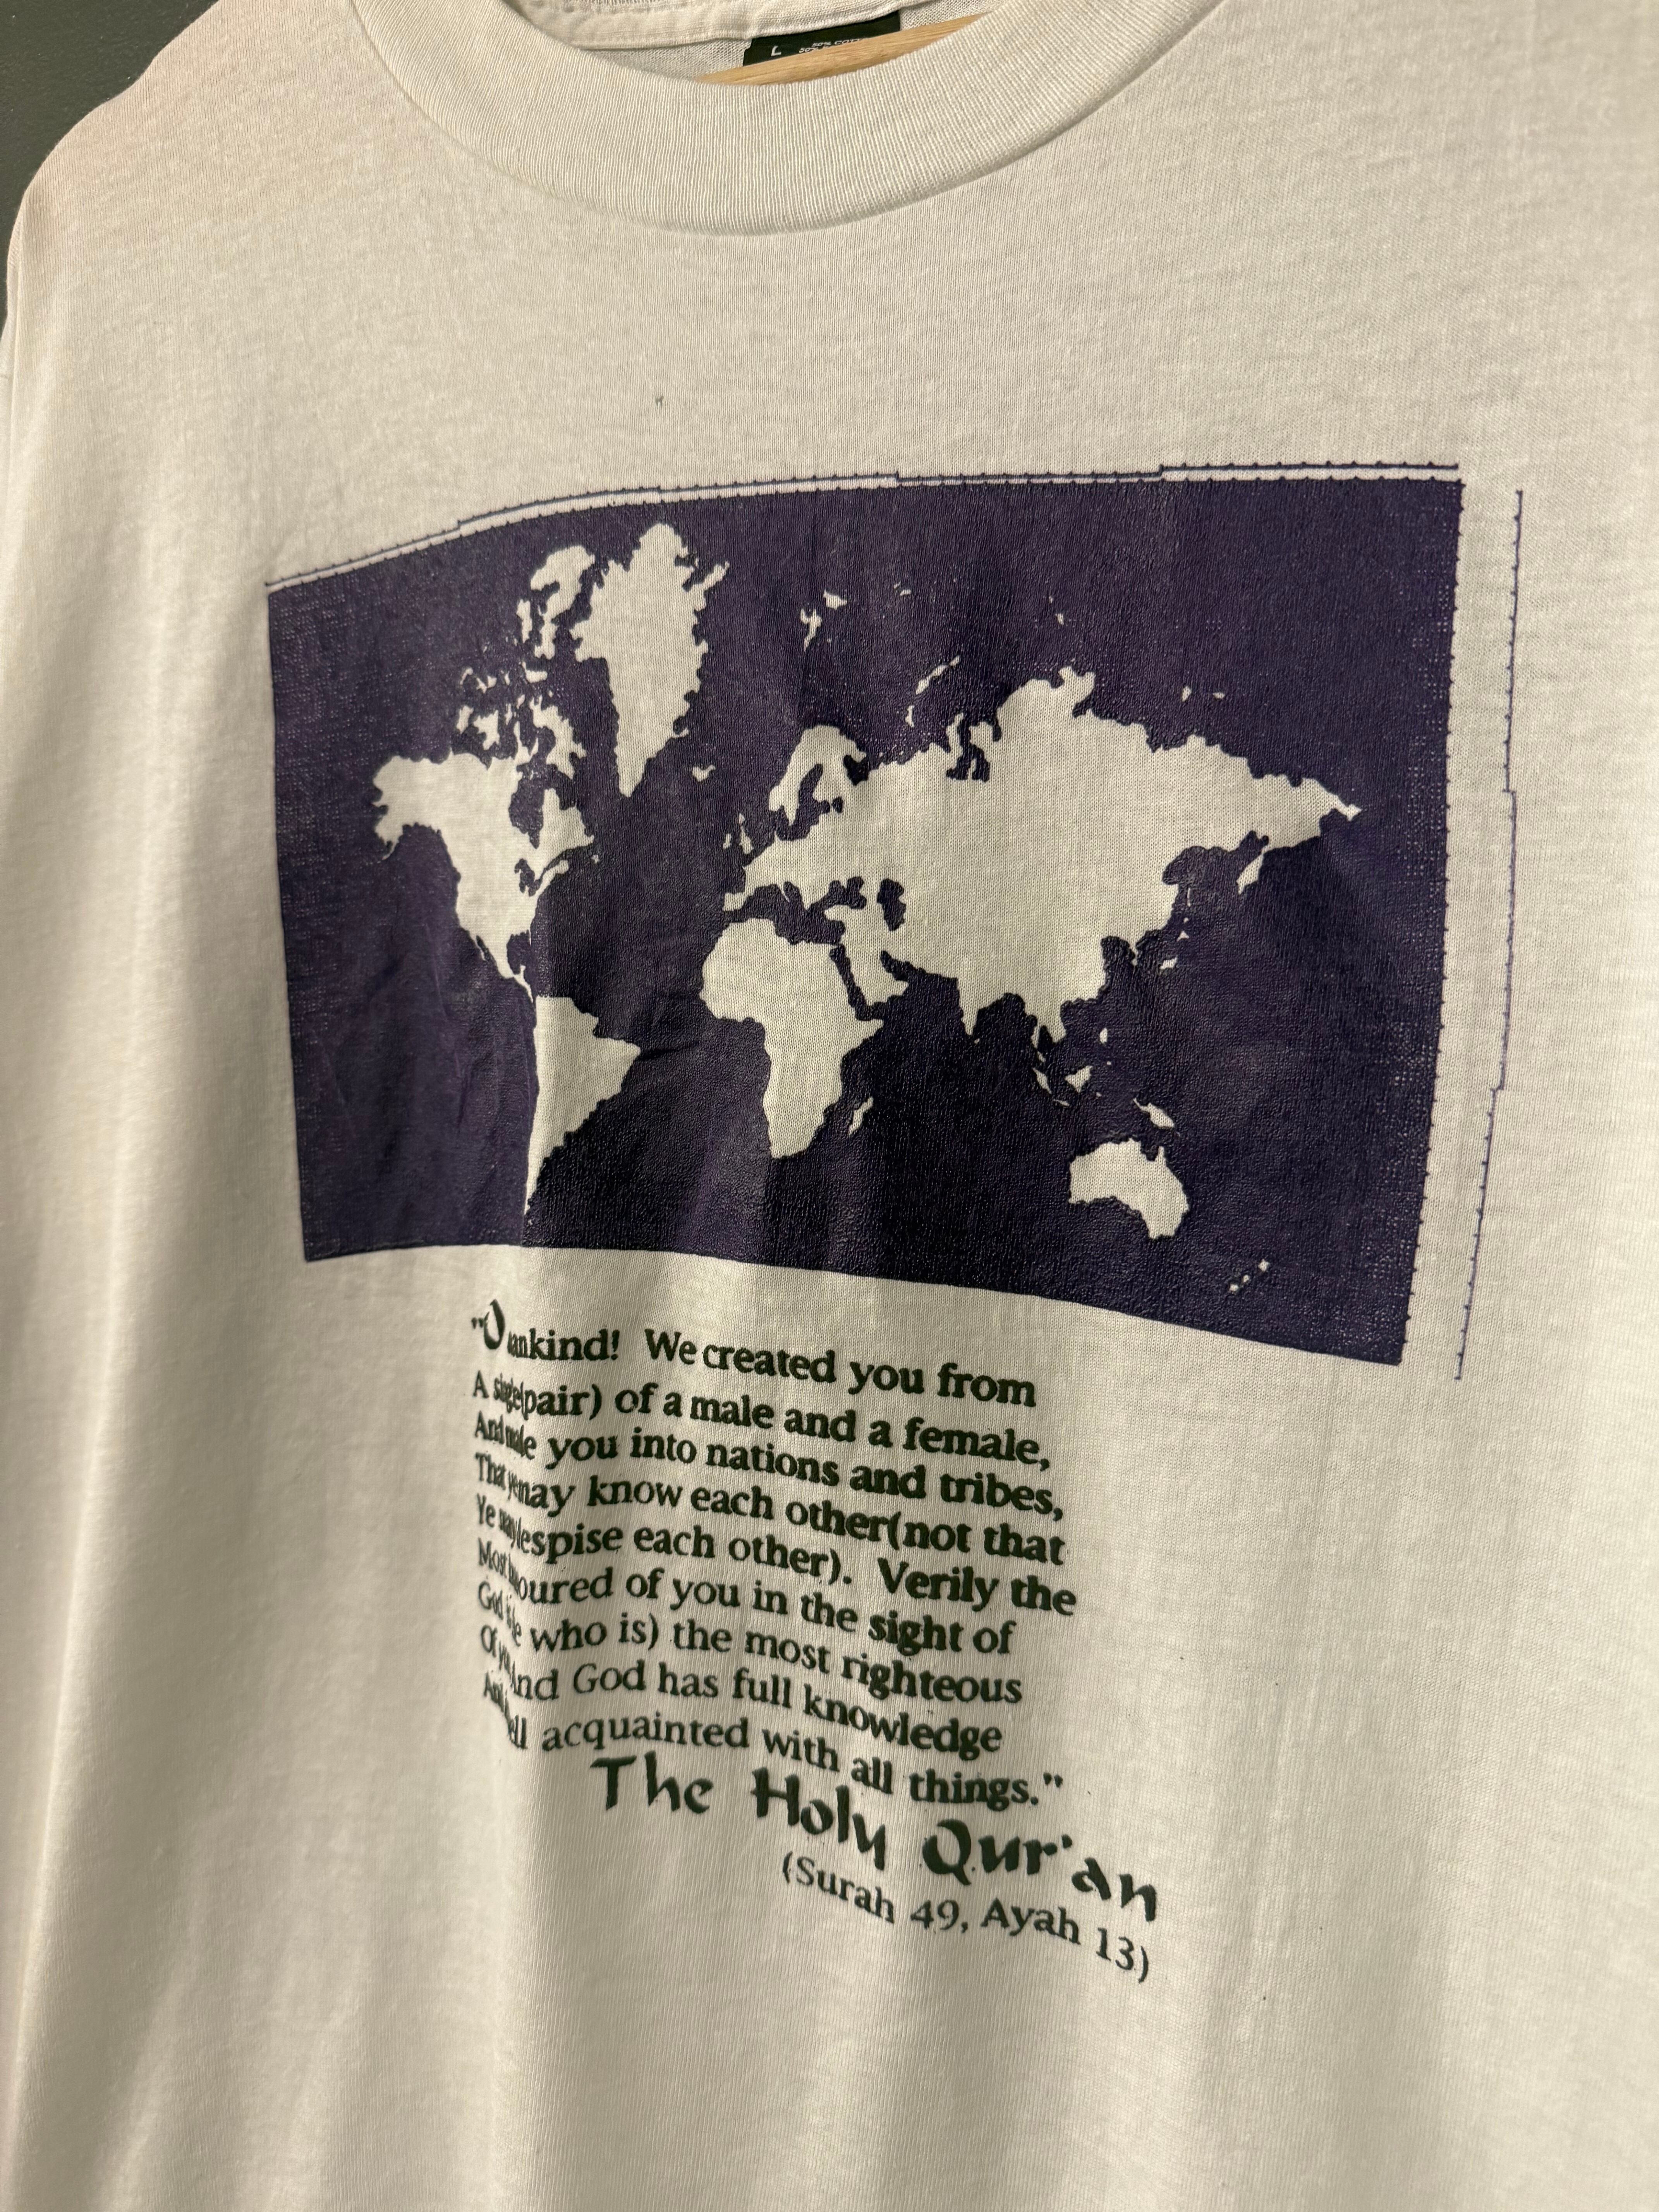 L
"O mankind! We created you from
A single (pair) of a male and a female,
And made you into nations and tribes,
That ye may know each other(not that
Ye may despise each other). Verily the
Most honoured of you in the sight of
God is (he who is) the most righteous
Of you. And God has full knowledge
And is well acquainted with all things."
The Holy Qur'an
(Surah 49, Ayah 13)